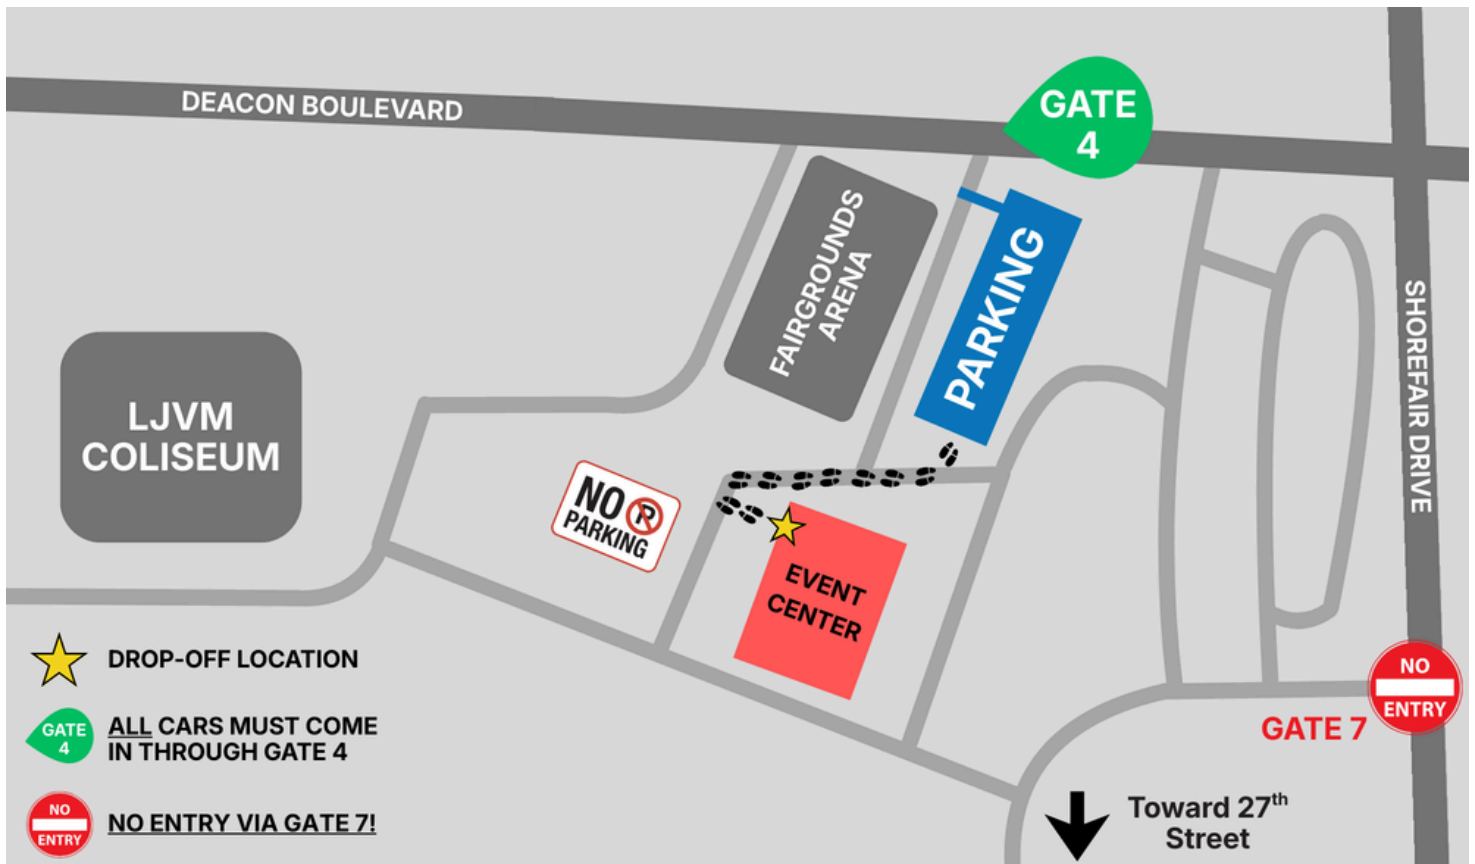 DEACON BOULEVARD
GATE
4
FAIRGROUNDS
ARENA
PARKING
SHOREFAIR DRIVE
LJVM
COLISEUM
NO P
PARKING
EVENT
CENTER
DROP-OFF LOCATION
GATE
4
ALL CARS MUST COME
IN THROUGH GATE 4
NO
ENTRY
NO ENTRY VIA GATE 7!
NO
ENTRY
GATE 7
Toward 27th
Street